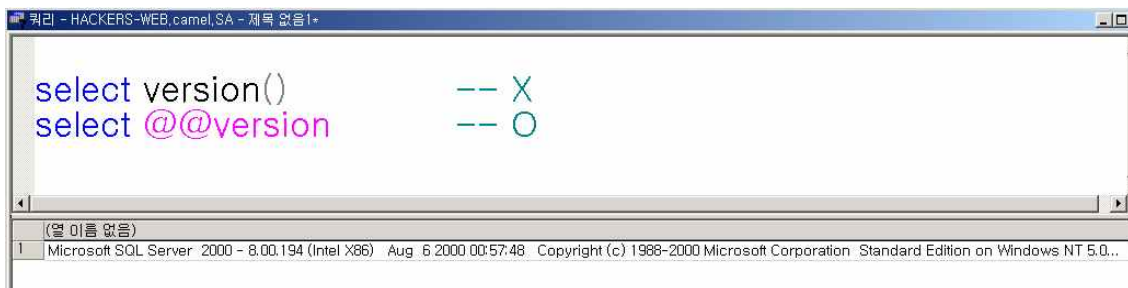 쿼리 - HACKERS-WEB,camel,SA - 제목 없음1*
select version() -- X
select @@version -- O
(열 이름 없음)
1 Microsoft SQL Server 2000 - 8.00.194 (Intel X86) Aug 6 2000 00:57:48 Copyright (c) 1988-2000 Microsoft Corporation Standard Edition on Windows NT 5.0...